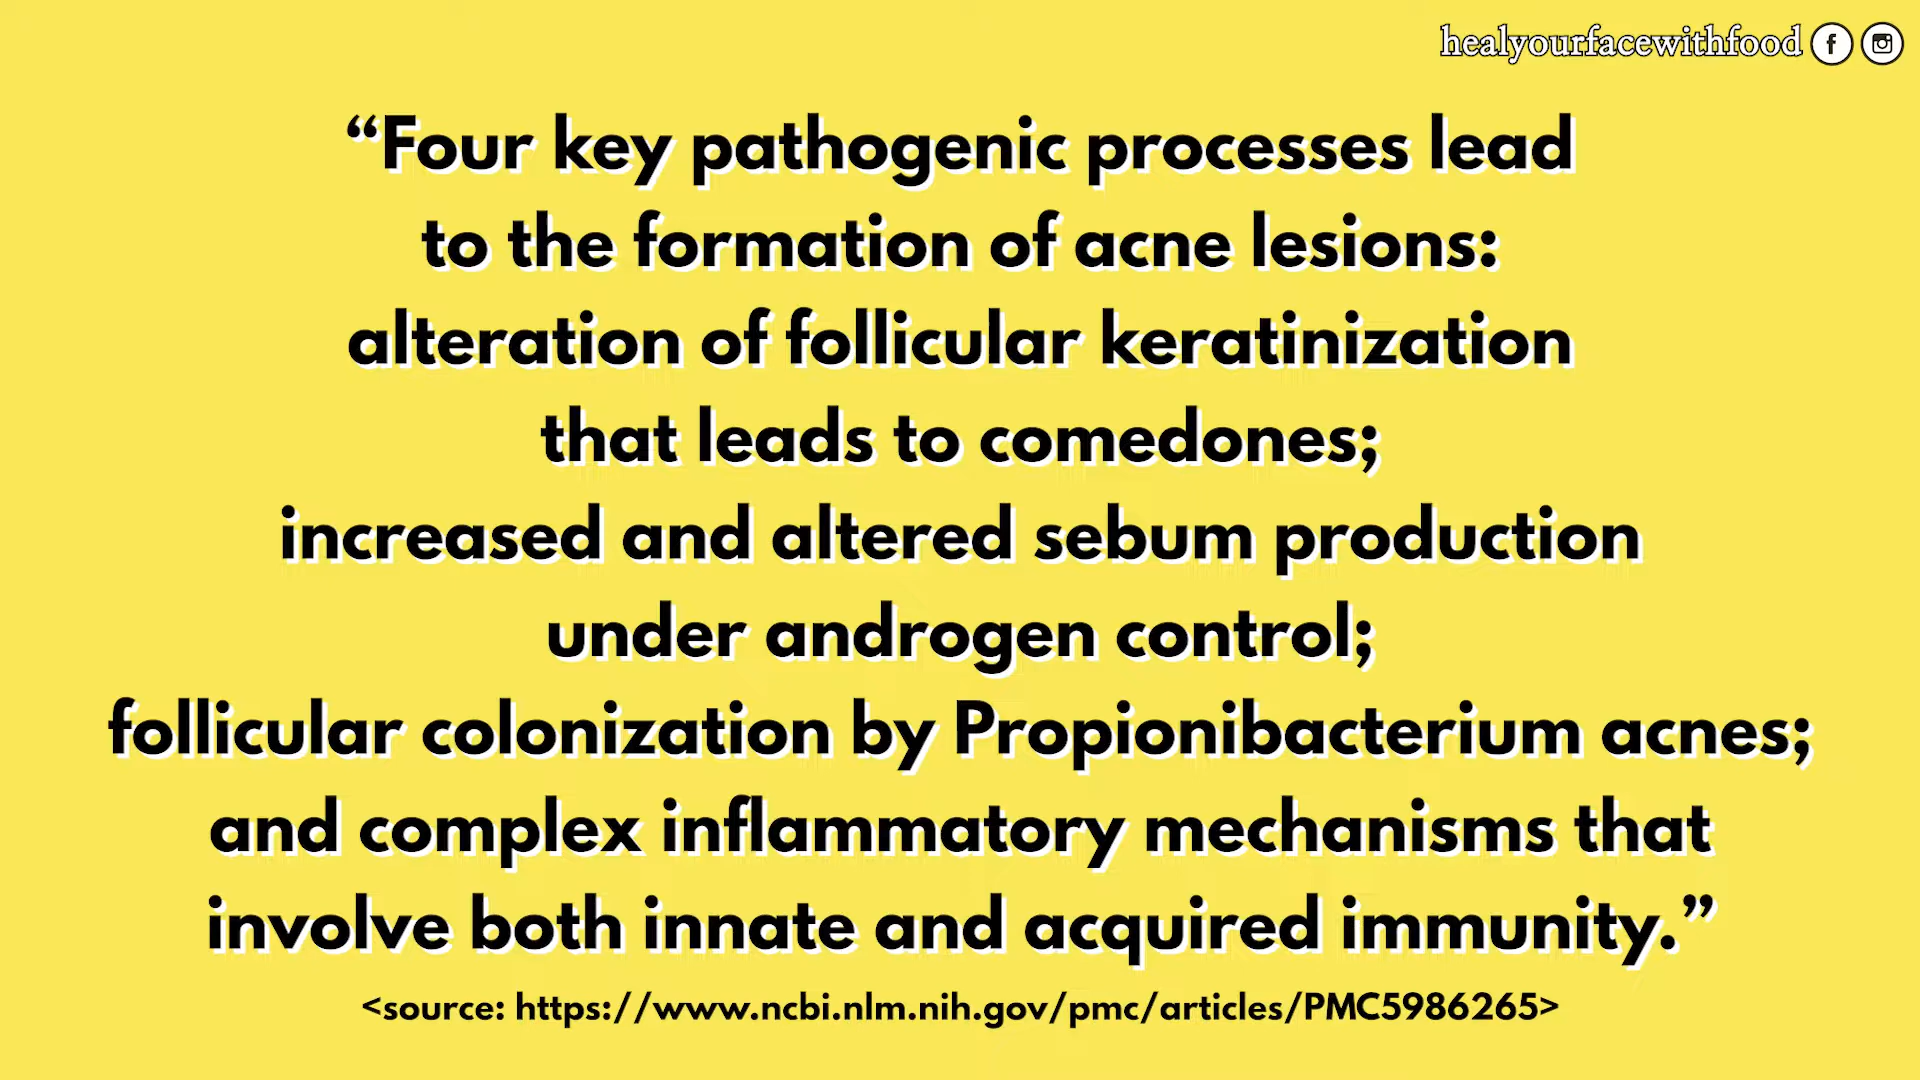 healyourfacewithfood
“Four key pathogenic processes lead
to the formation of acne lesions:
alteration of follicular keratinization
that leads to comedones;
increased and altered sebum production
under androgen control;
follicular colonization by Propionibacterium acnes;
and complex inflammatory mechanisms that
involve both innate and acquired immunity.”
<source: https://www.ncbi.nlm.nih.gov/pmc/articles/PMC5986265>